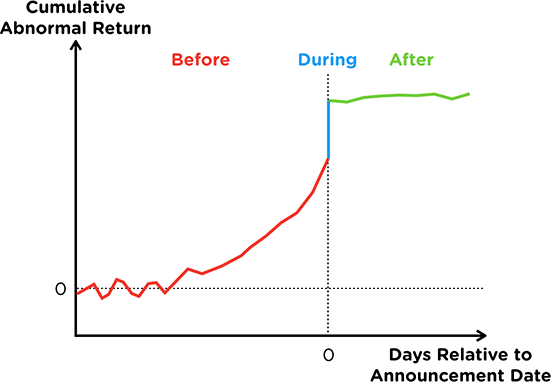 Cumulative
Abnormal Return
Before
During
After
0
0
Days Relative to
Announcement Date